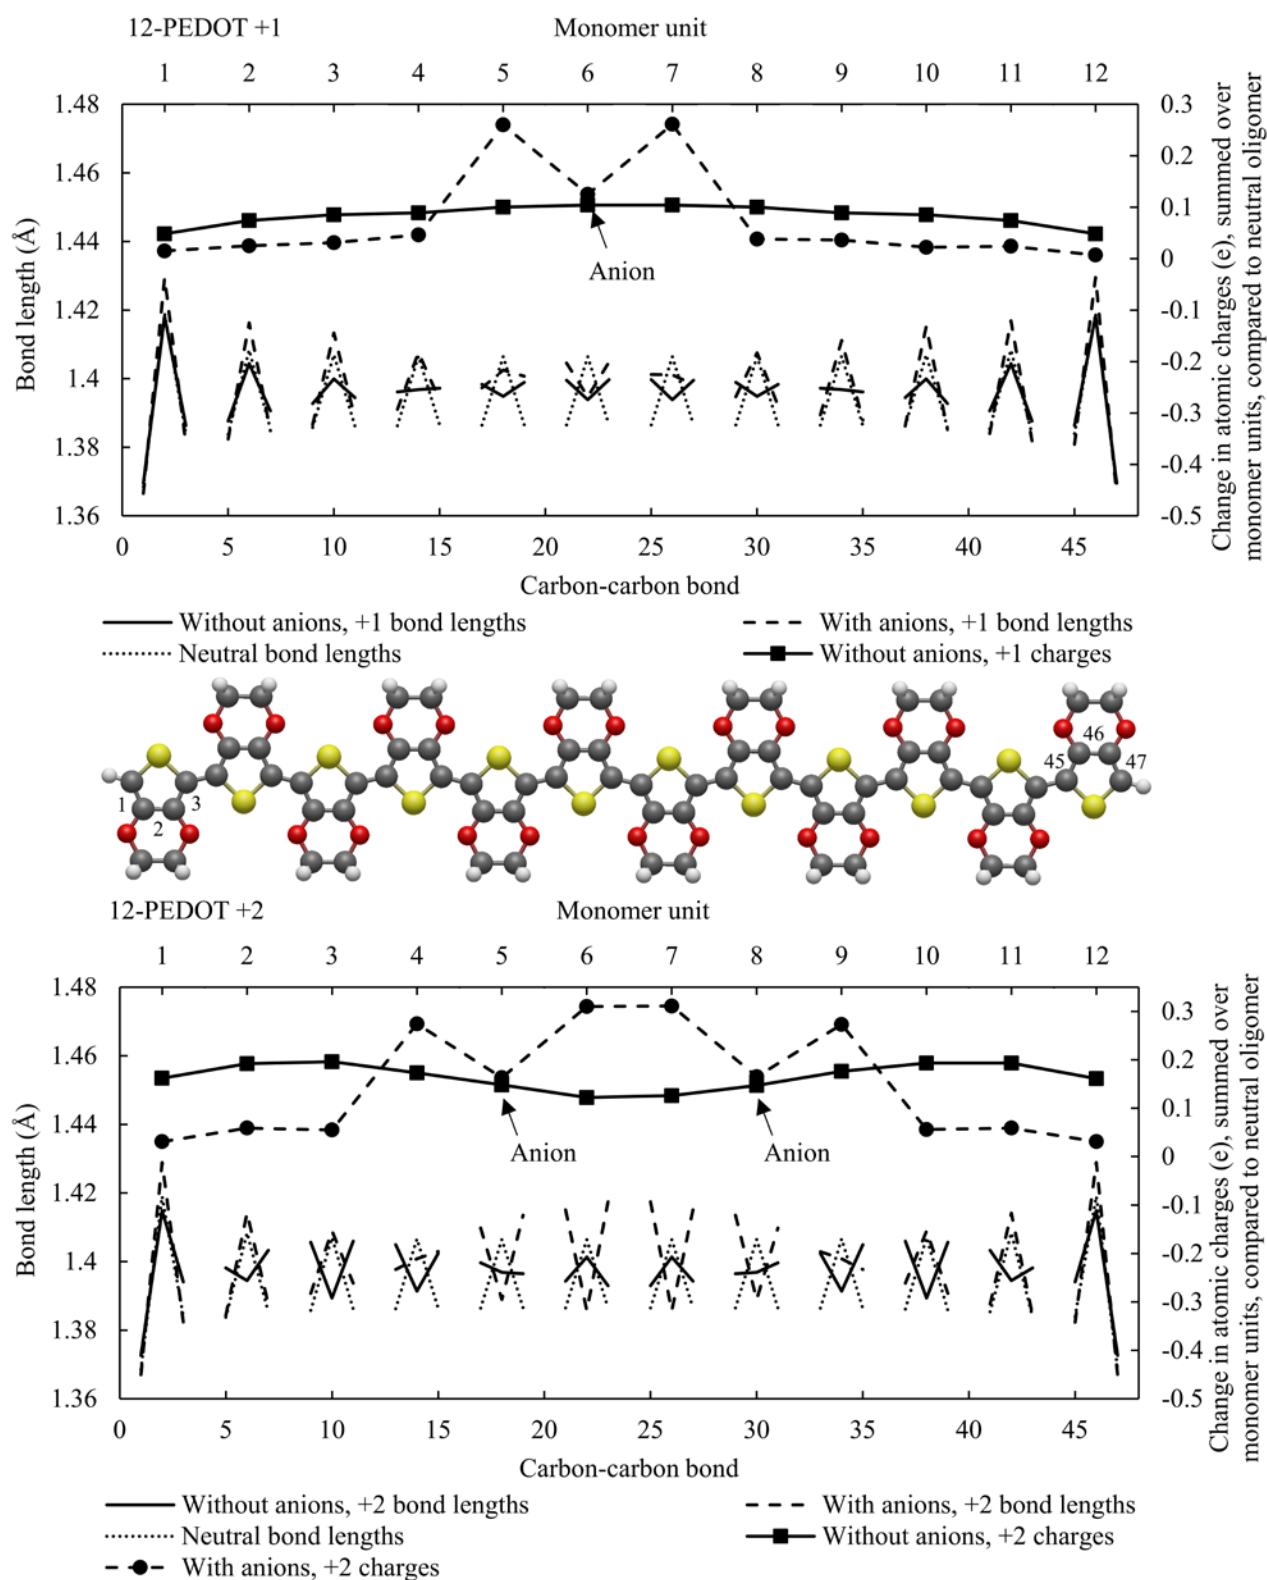 12-PEDOT +1 Monomer unit
1 2 3 4 5 6 7 8 9 10 11 12
1.48
1.46
1.44
1.42
1.4
1.38
1.36
Bond length (Å)
0.3
0.2
0.1
0
-0.1
-0.2
-0.3
-0.4
-0.5
Change in atomic charges (e), summed over
monomer units, compared to neutral oligomer
Anion
0 5 10 15 20 25 30 35 40 45
Carbon-carbon bond
Without anions, +1 bond lengths
With anions, +1 bond lengths
Neutral bond lengths
Without anions, +1 charges
1
2
3
45
46
47
12-PEDOT +2 Monomer unit
1 2 3 4 5 6 7 8 9 10 11 12
1.48
1.46
1.44
1.42
1.4
1.38
1.36
Bond length (Å)
0.3
0.2
0.1
0
-0.1
-0.2
-0.3
-0.4
-0.5
Change in atomic charges (e), summed over
monomer units, compared to neutral oligomer
Anion
Anion
0 5 10 15 20 25 30 35 40 45
Carbon-carbon bond
Without anions, +2 bond lengths
With anions, +2 bond lengths
Neutral bond lengths
Without anions, +2 charges
With anions, +2 charges